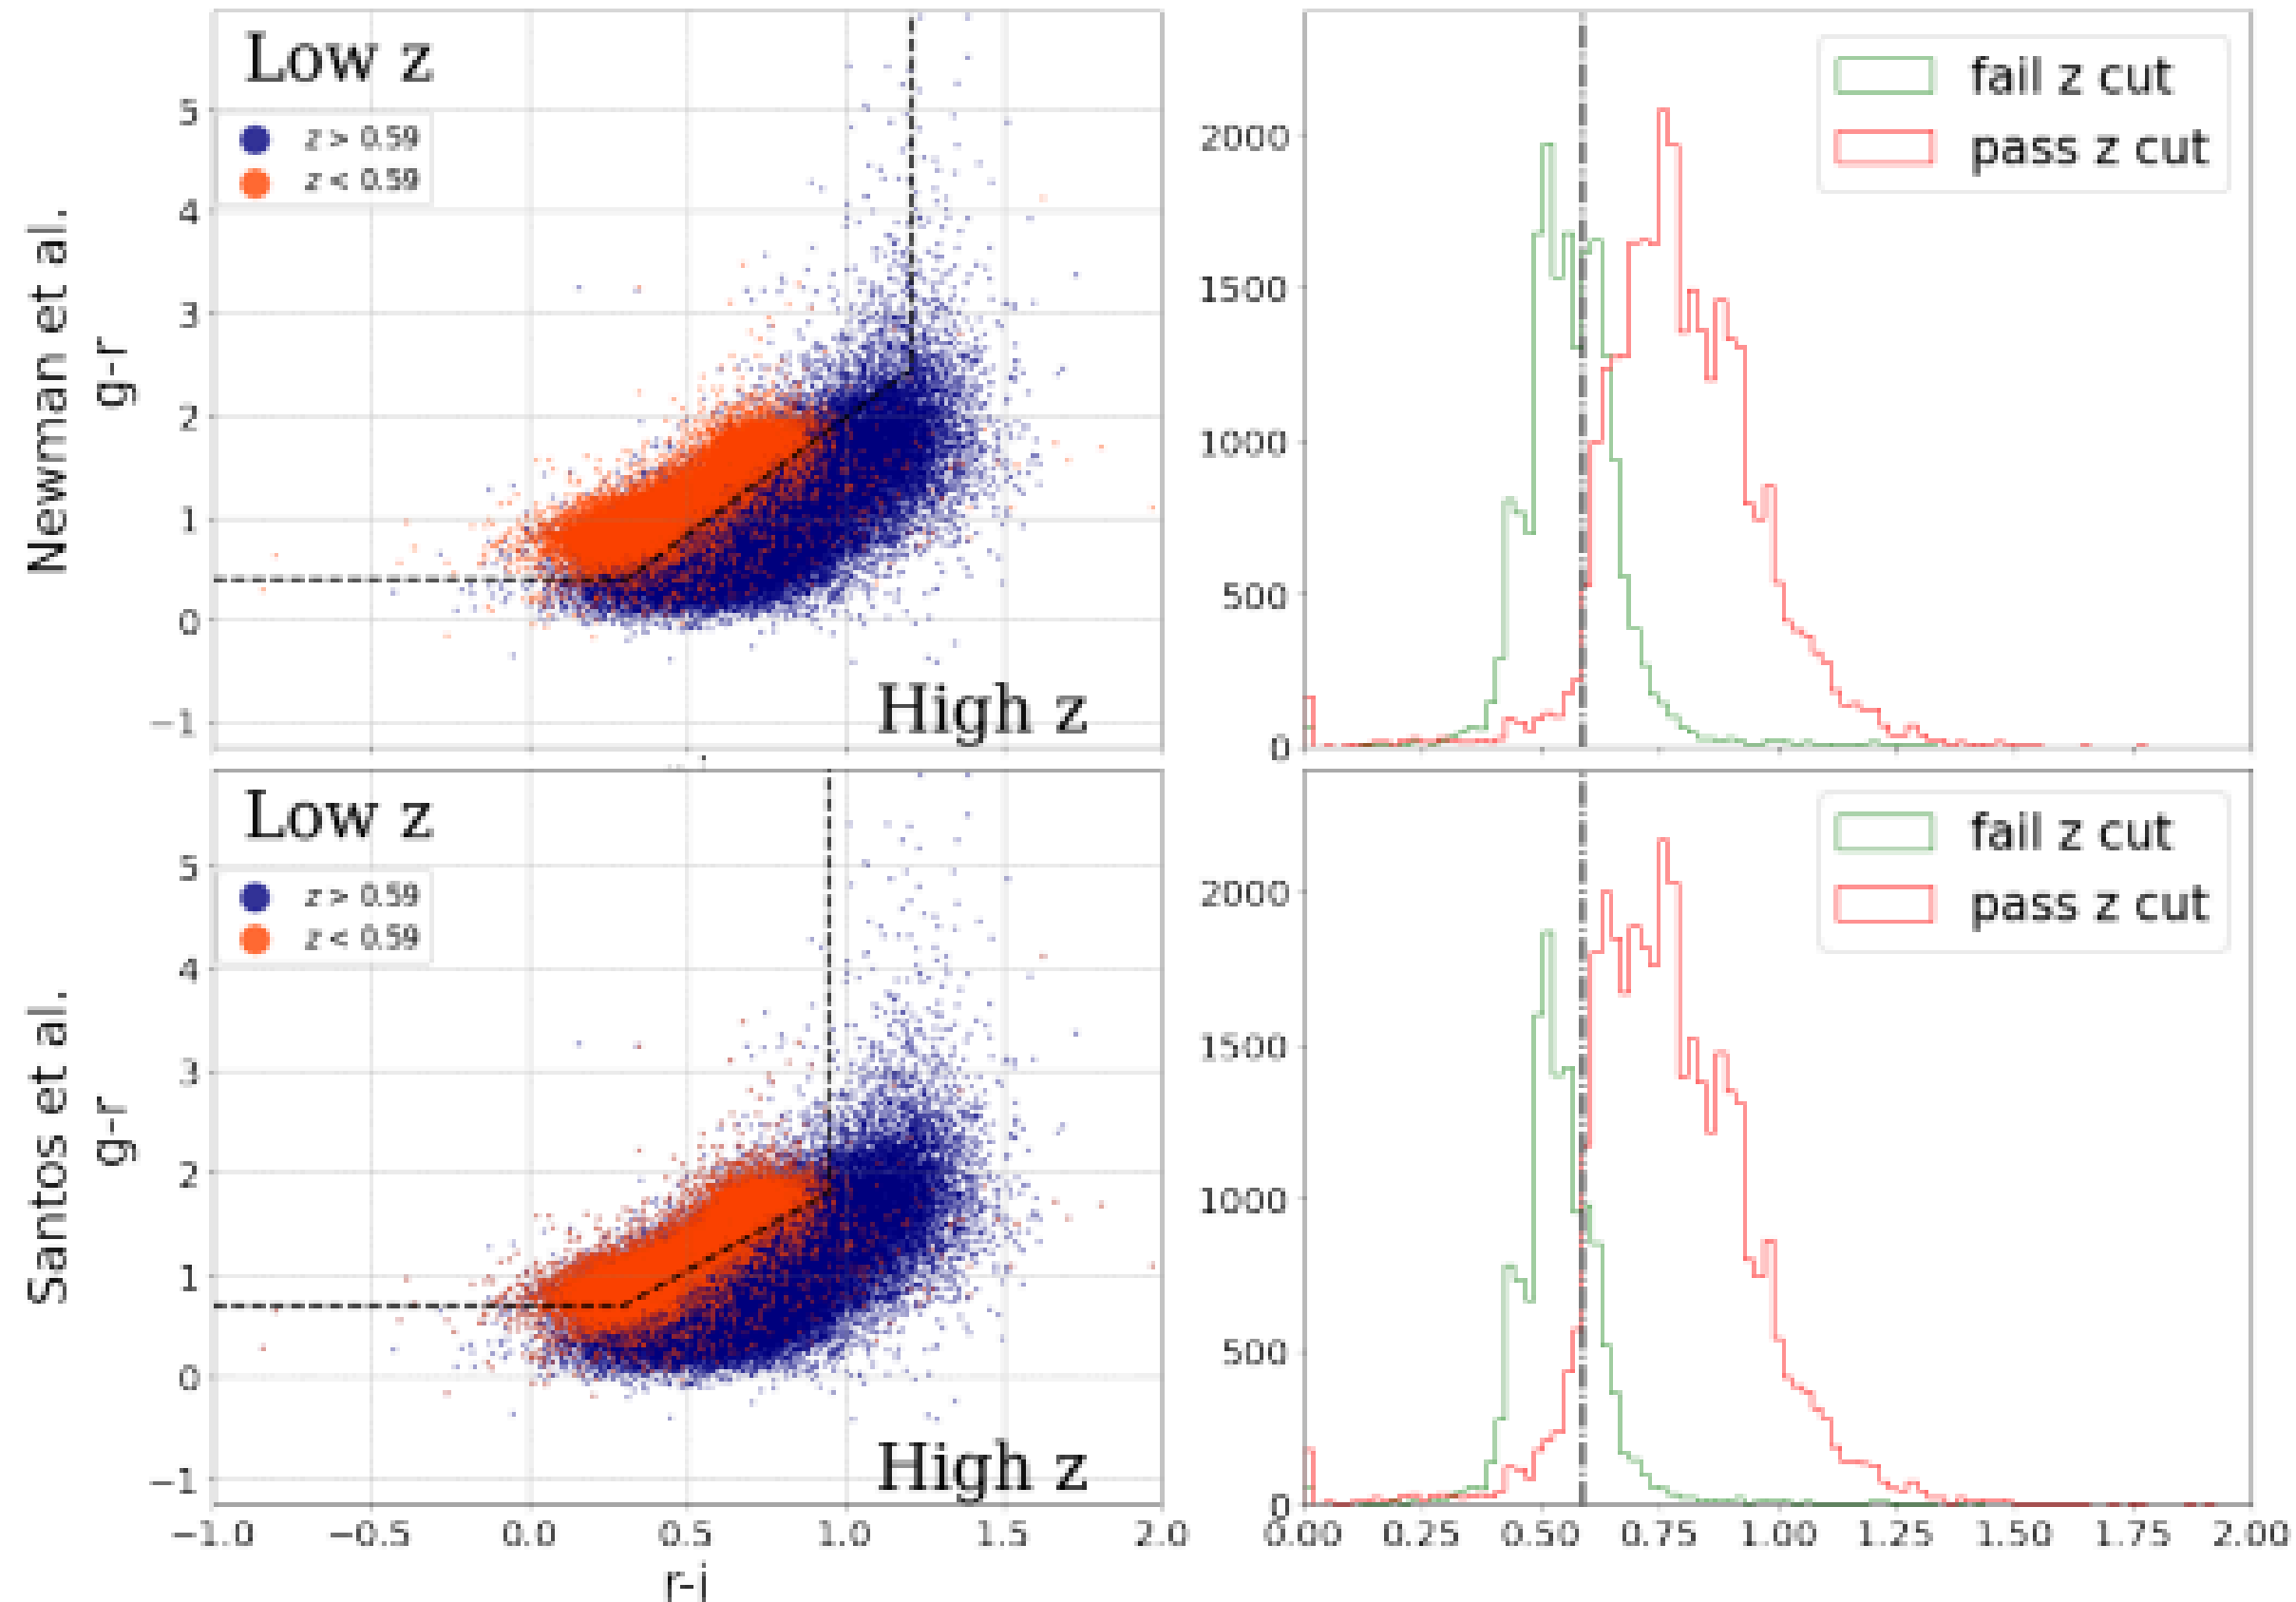 Low z
z > 0.59
z < 0.59
High z
Newman et al.
g-r
5
4
3
2
1
0
−1
fail z cut
pass z cut
2000
1500
1000
500
0
Low z
z > 0.59
z < 0.59
High z
Santos et al.
g-r
5
4
3
2
1
0
−1
−1.0 −0.5 0.0 0.5 1.0 1.5 2.0
r-i
fail z cut
pass z cut
2000
1500
1000
500
0
0.00 0.25 0.50 0.75 1.00 1.25 1.50 1.75 2.00